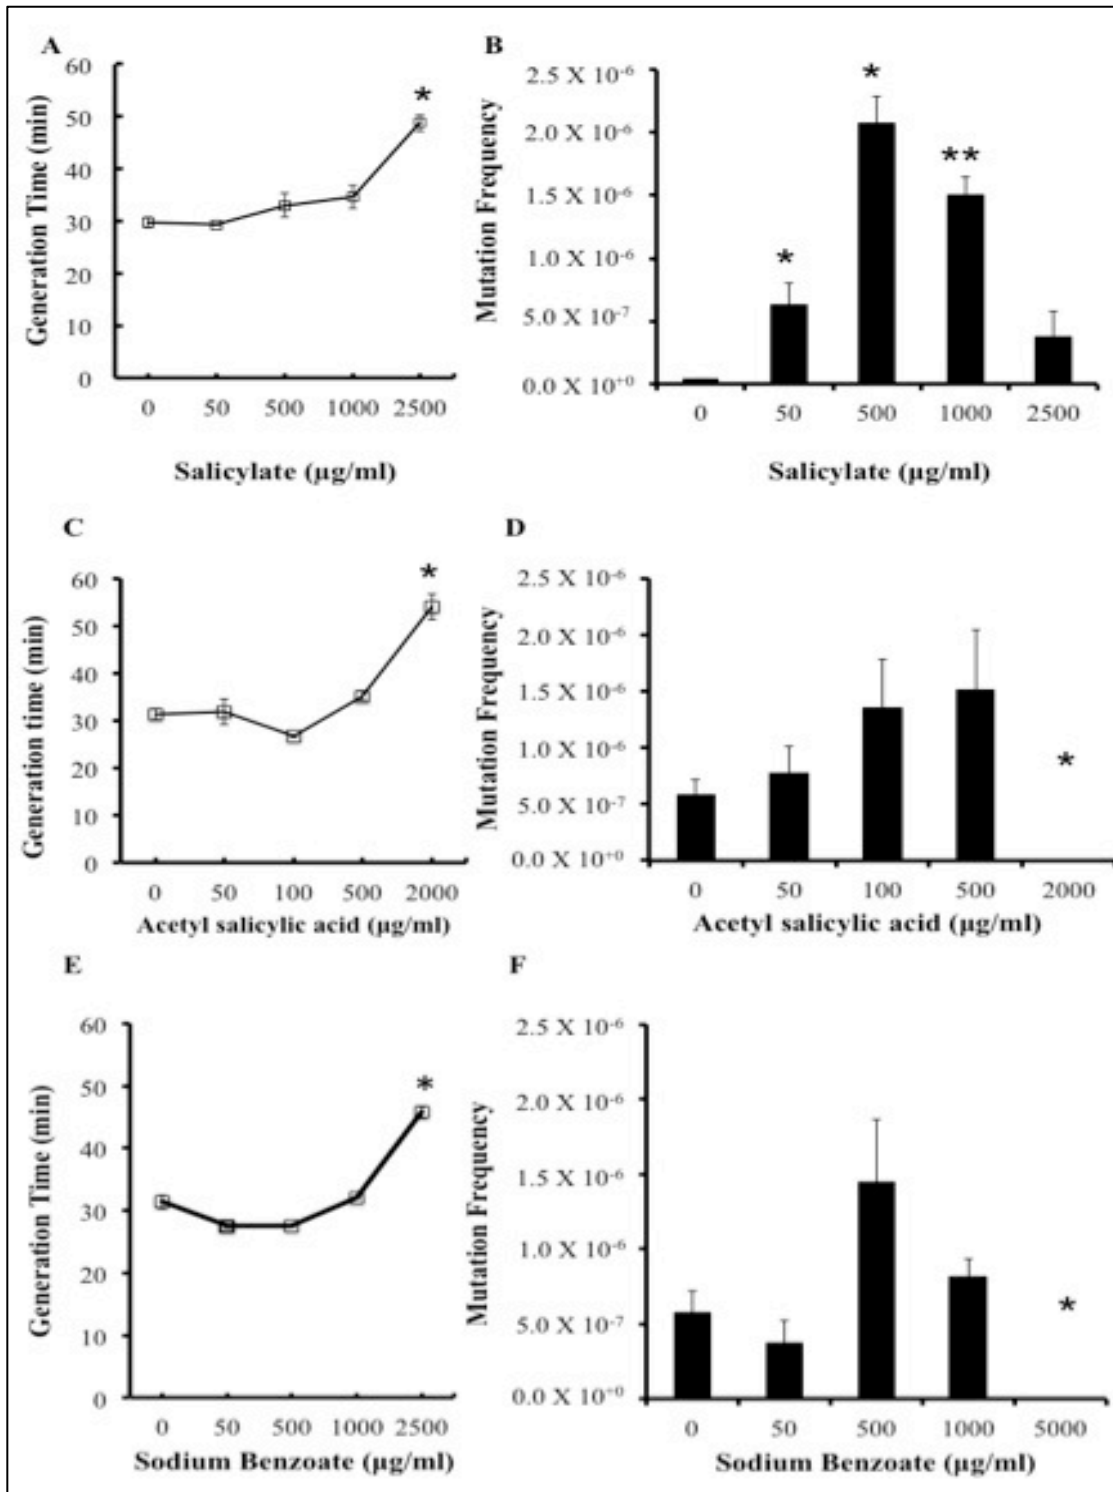 A
60
50
40
30
20
10
0
Generation Time (min)
*
0 50 500 1000 2500
Salicylate (µg/ml)
B
2.5 X 10⁻⁶
2.0 X 10⁻⁶
1.5 X 10⁻⁶
1.0 X 10⁻⁶
5.0 X 10⁻⁷
0.0 X 10⁺⁰
Mutation Frequency
*
*
**
0 50 500 1000 2500
Salicylate (µg/ml)
C
60
50
40
30
20
10
0
Generation time (min)
*
0 50 100 500 2000
Acetyl salicylic acid (µg/ml)
D
2.5 X 10⁻⁶
2.0 X 10⁻⁶
1.5 X 10⁻⁶
1.0 X 10⁻⁶
5.0 X 10⁻⁷
0.0 X 10⁺⁰
Mutation Frequency
*
0 50 100 500 2000
Acetyl salicylic acid (µg/ml)
E
60
50
40
30
20
10
0
Generation Time (min)
*
0 50 500 1000 2500
Sodium Benzoate (µg/ml)
F
2.5 X 10⁻⁶
2.0 X 10⁻⁶
1.5 X 10⁻⁶
1.0 X 10⁻⁶
5.0 X 10⁻⁷
0.0 X 10⁺⁰
Mutation Frequency
*
0 50 500 1000 5000
Sodium Benzoate (µg/ml)